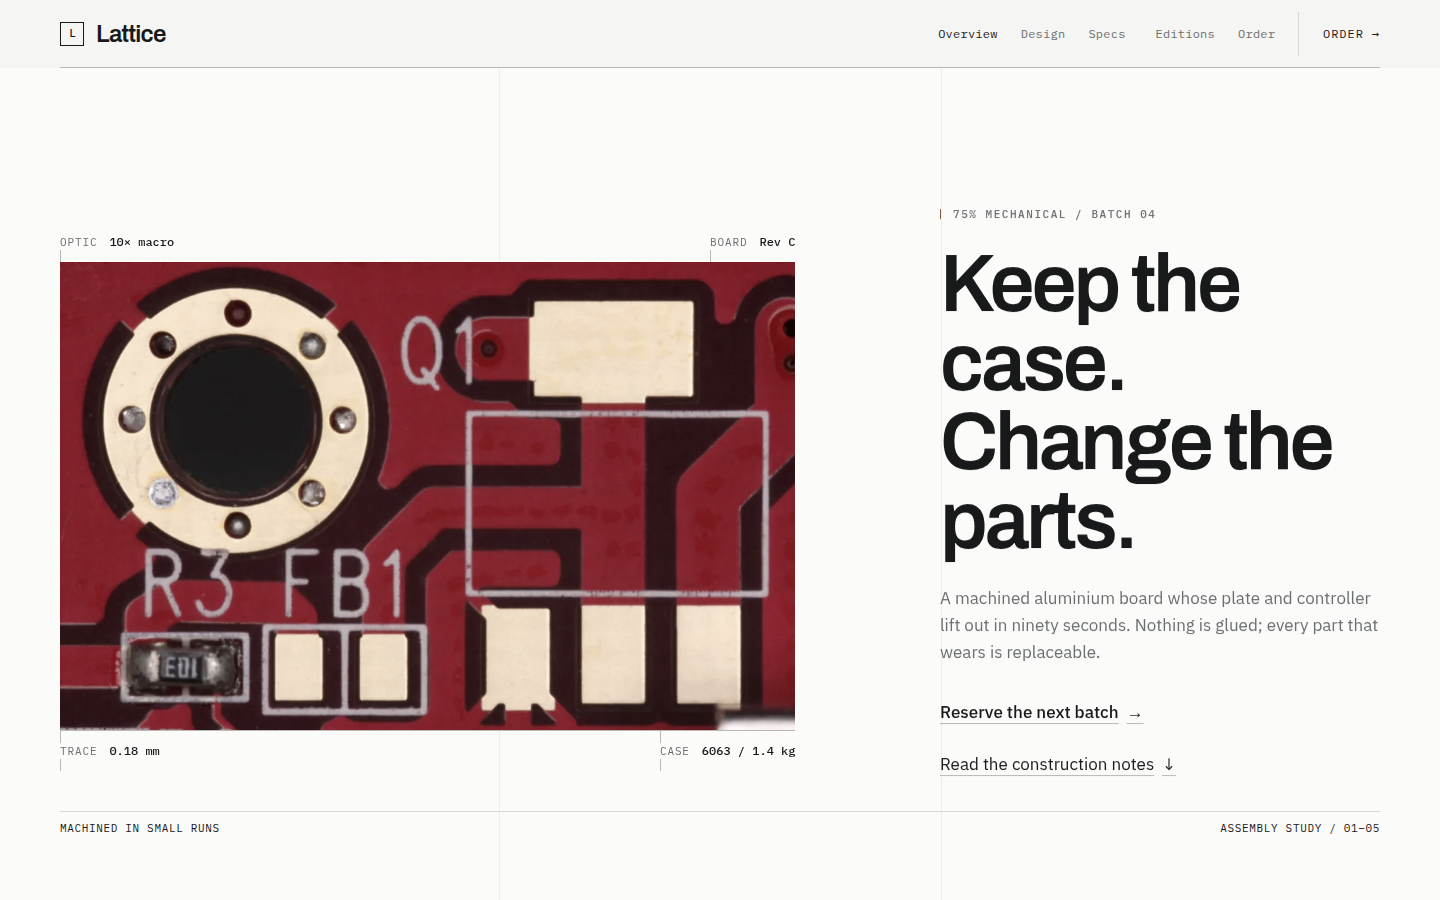 L Lattice
Overview Design Specs Editions Order ORDER →
75% MECHANICAL / BATCH 04
OPTIC 10× macro
BOARD Rev C
Q1
R3 FB1
E01
TRACE 0.18 mm
CASE 6063 / 1.4 kg
Keep the
case.
Change the
parts.
A machined aluminium board whose plate and controller
lift out in ninety seconds. Nothing is glued; every part that
wears is replaceable.
Reserve the next batch →
Read the construction notes ↓
MACHINED IN SMALL RUNS
ASSEMBLY STUDY / 01–05